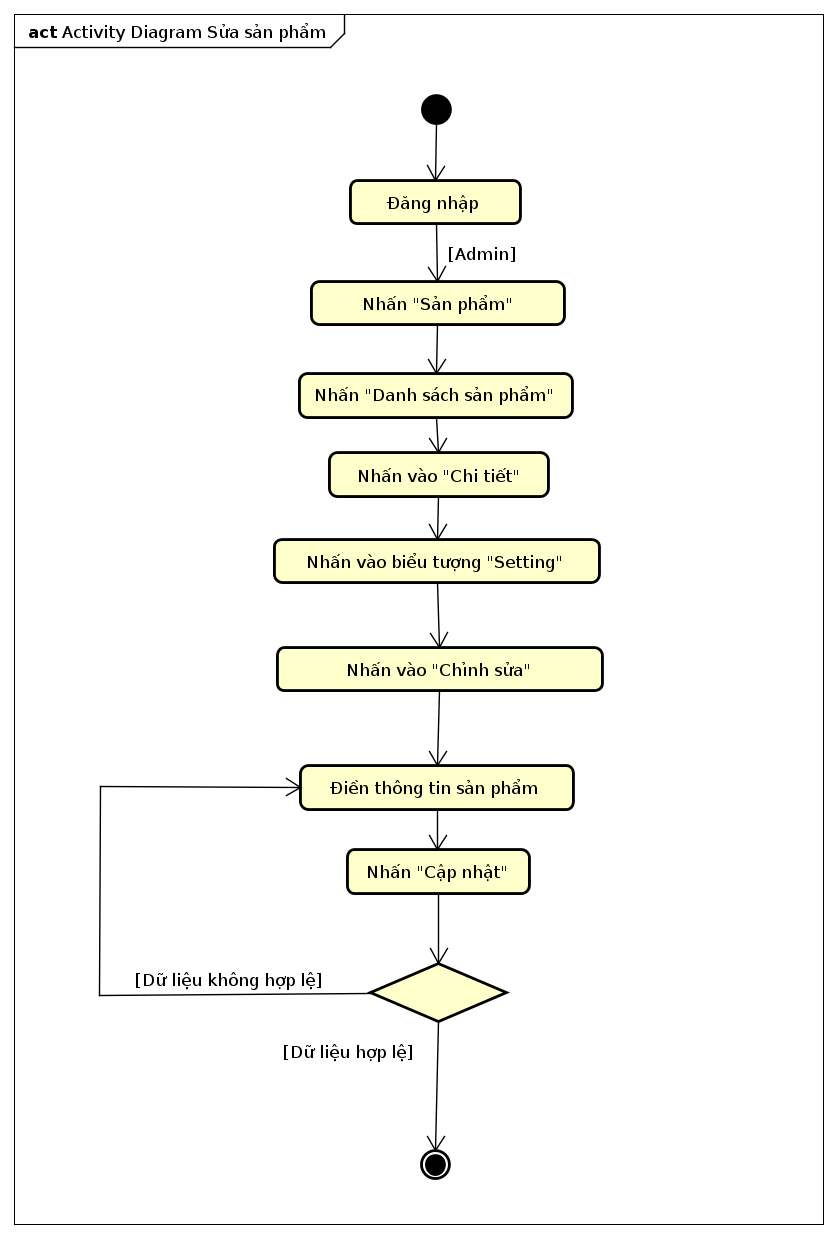 act Activity Diagram Sửa sản phẩm
Đăng nhập
[Admin]
Nhấn "Sản phẩm"
Nhấn "Danh sách sản phẩm"
Nhấn vào "Chi tiết"
Nhấn vào biểu tượng "Setting"
Nhấn vào "Chỉnh sửa"
Điền thông tin sản phẩm
Nhấn "Cập nhật"
[Dữ liệu không hợp lệ]
[Dữ liệu hợp lệ]